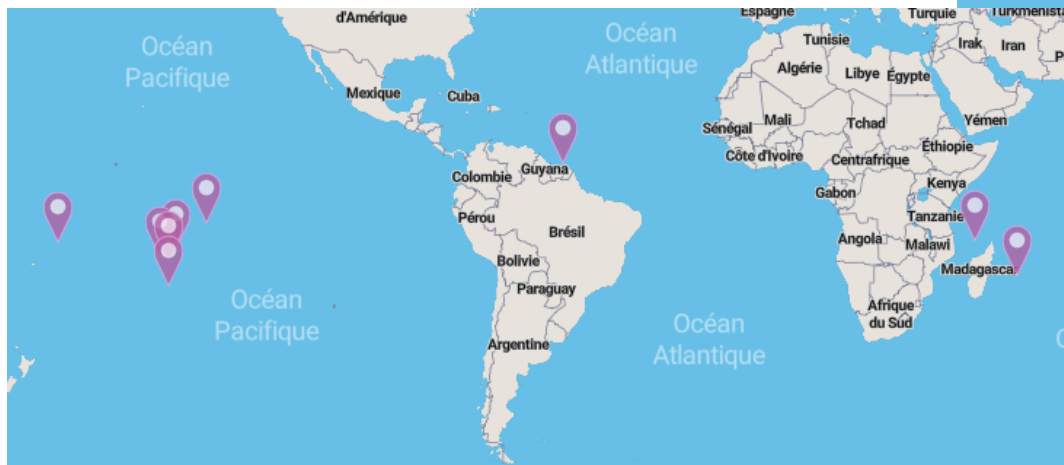 d'Amérique
Espagne
Turquie
Turkménista
Océan
Pacifique
Océan
Atlantique
Tunisie
Irak
Iran
Algérie
Libye
Égypte
Mexique
Cuba
Sénégal
Mali
Tchad
Yémen
Côte d'Ivoire
Centrafrique
Éthiopie
Colombie
Guyana
Gabon
Kenya
Pérou
Brésil
Tanzanie
Angola
Malawi
Bolivie
Madagasca
Paraguay
Océan
Pacifique
Afrique
du Sud
Océan
Atlantique
Argentine